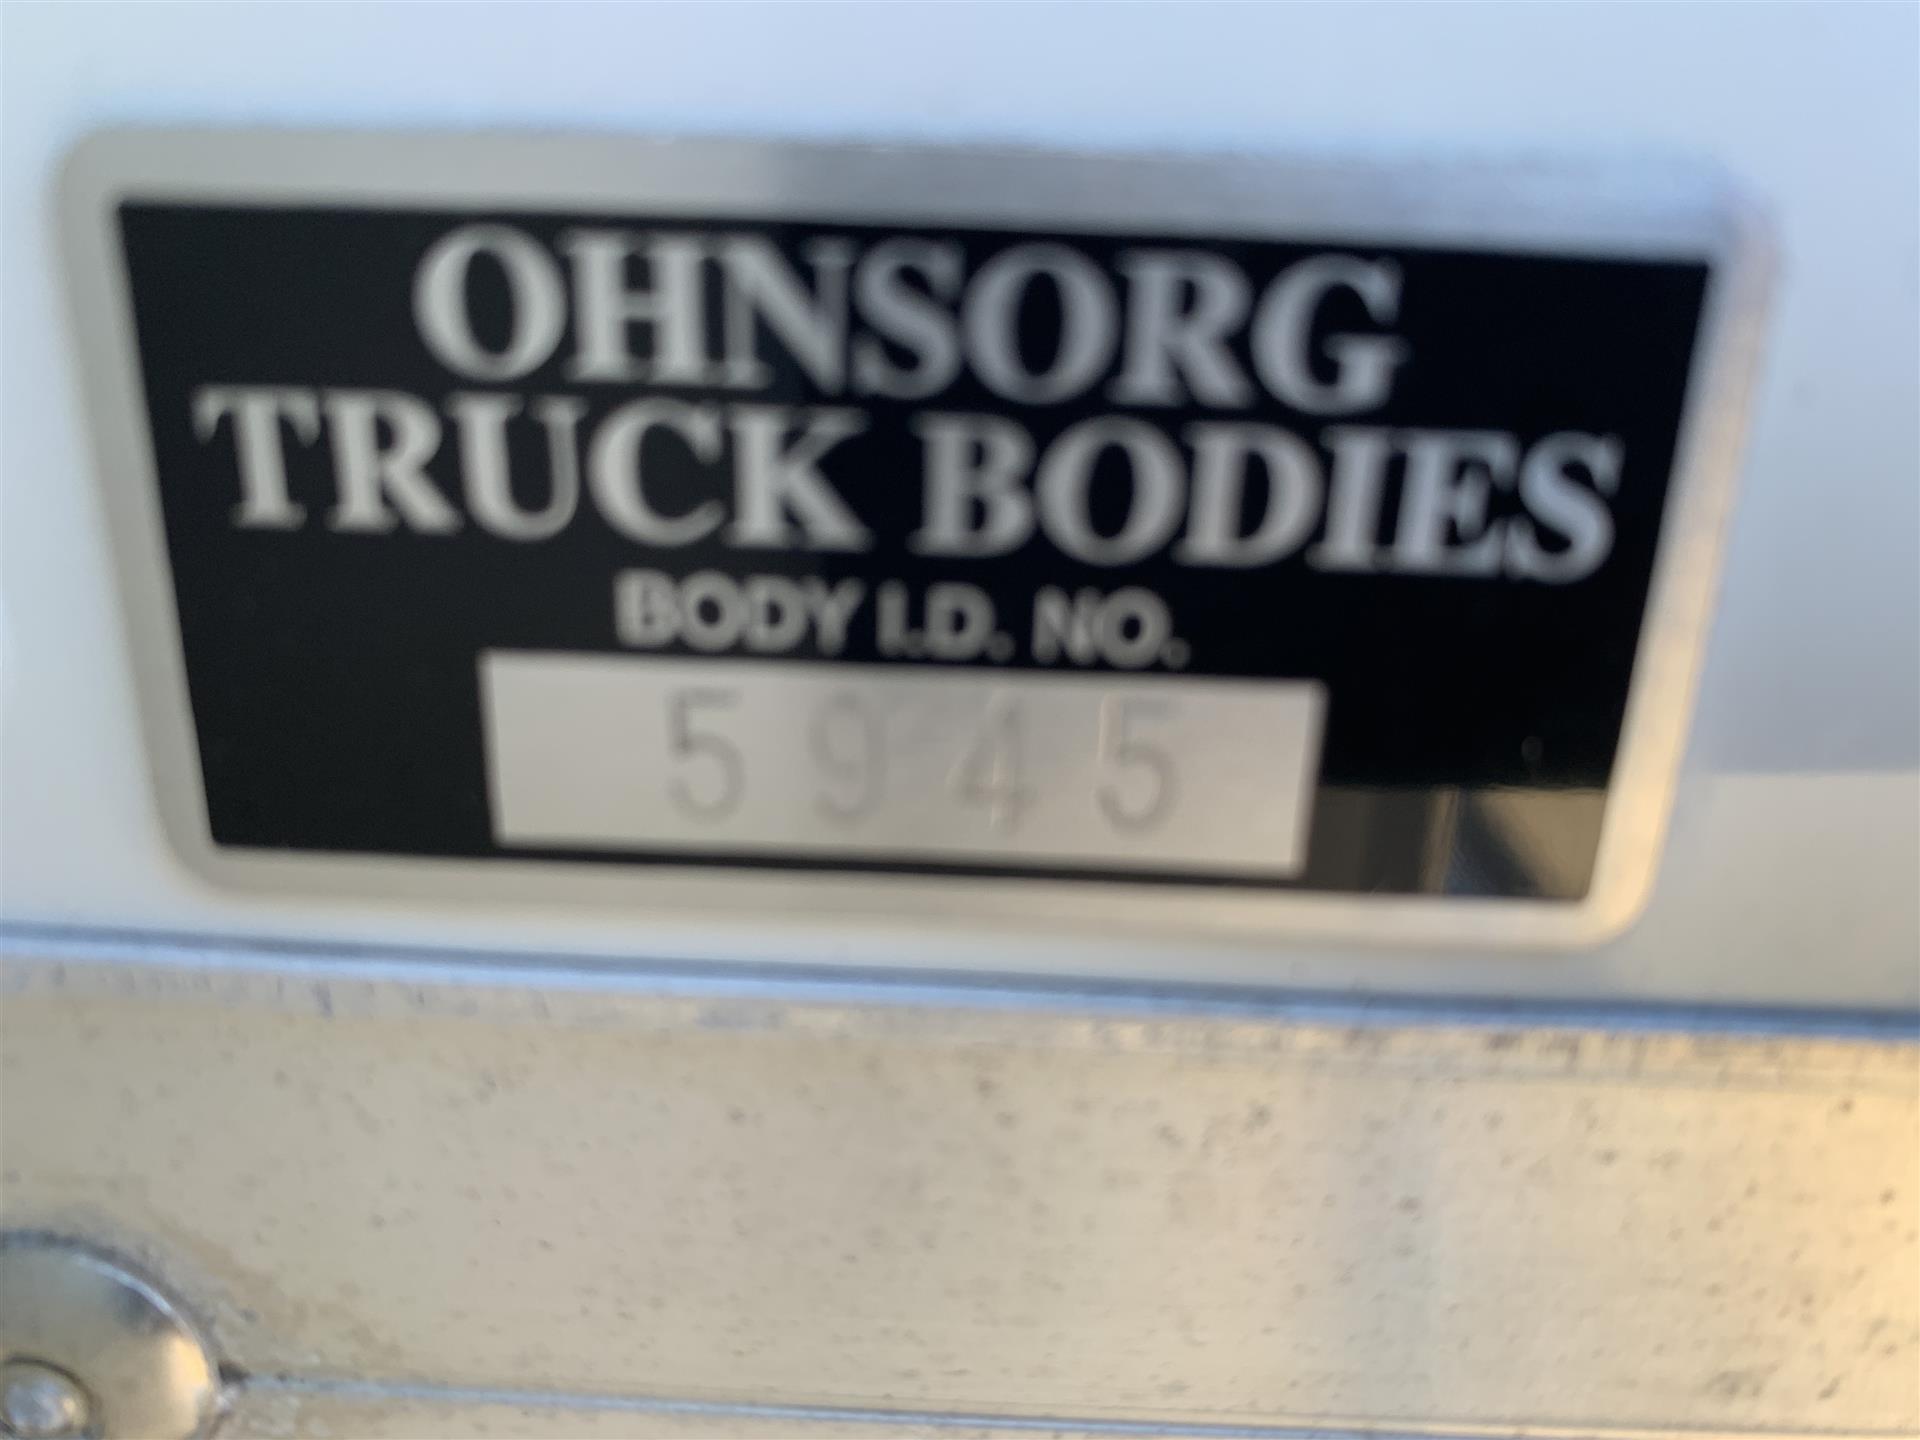 OHNSORG
TRUCK BODIES
BODY I.D. NO.
5945